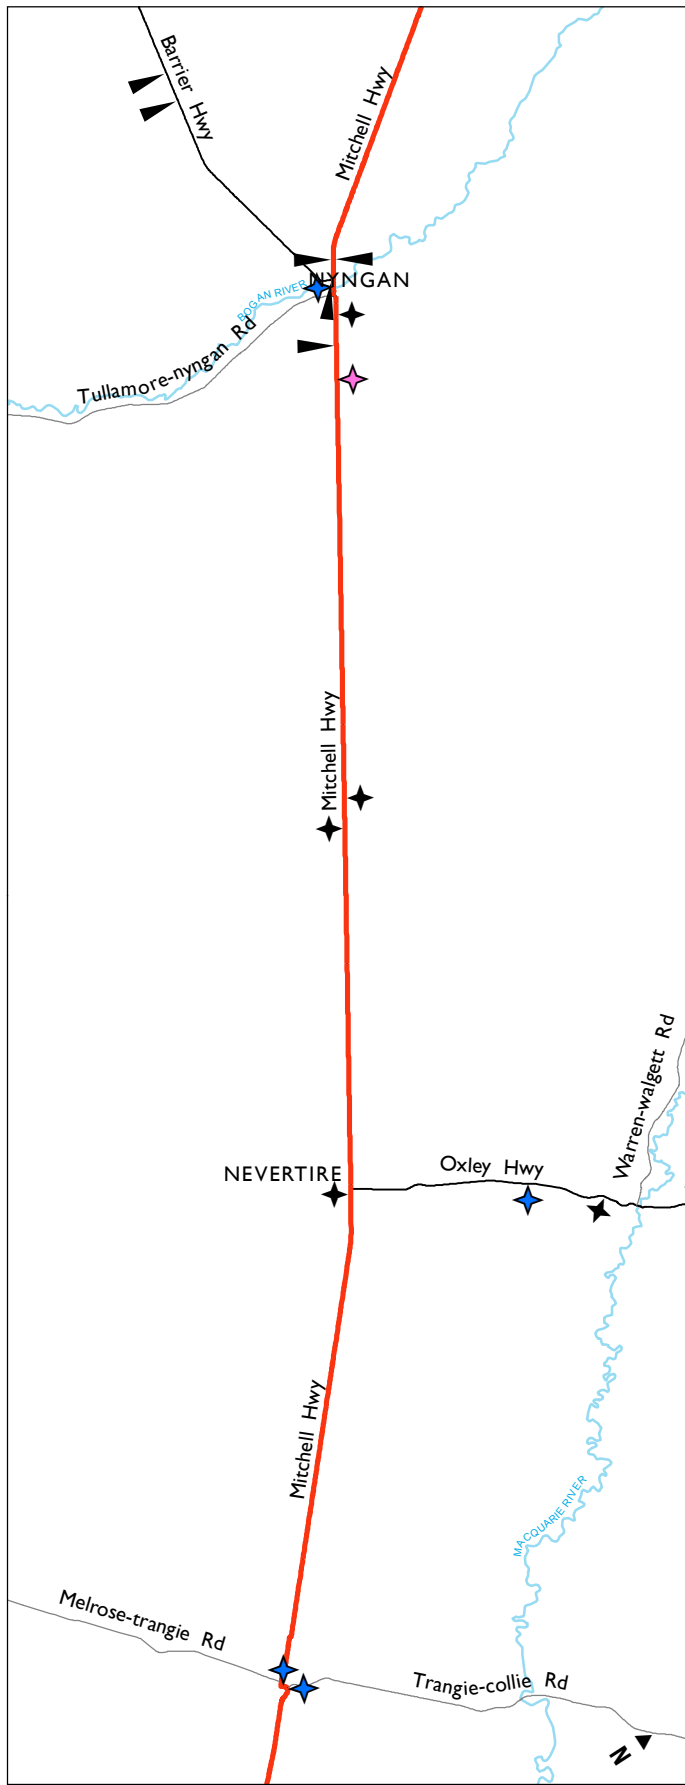 Barrier Hwy
Mitchell Hwy
NYNGAN
BOGAN RIVER
Tullamore-nyngan Rd
Mitchell Hwy
Warren-walgett Rd
Oxley Hwy
NEVERTIRE
Mitchell Hwy
MACQUARIE RIVER
Melrose-trangie Rd
Trangie-collie Rd
N